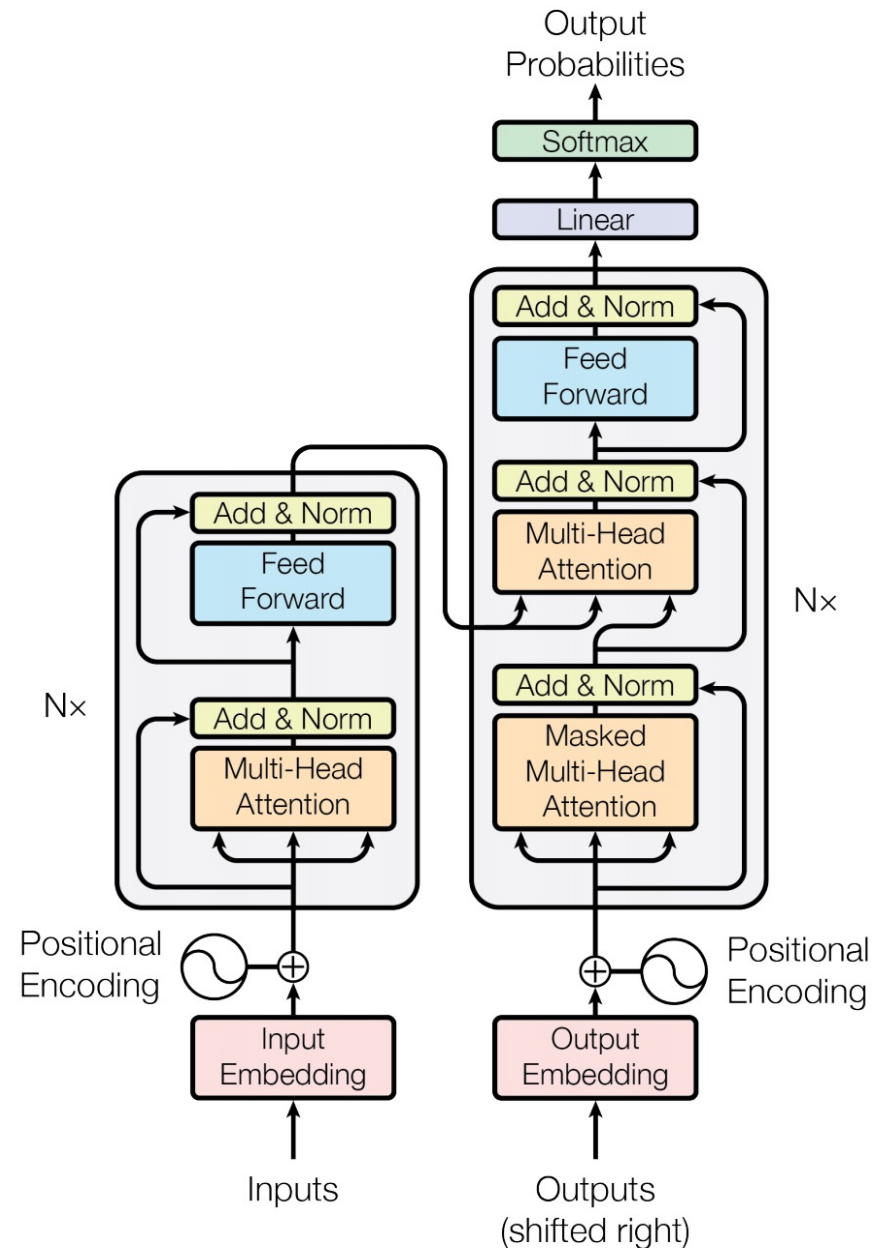 Output
Probabilities
Softmax
Linear
Add & Norm
Feed
Forward
Add & Norm
Multi-Head
Attention
Add & Norm
Masked
Multi-Head
Attention
Nx
Add & Norm
Feed
Forward
Add & Norm
Multi-Head
Attention
Nx
Positional
Encoding
Positional
Encoding
Input
Embedding
Output
Embedding
Inputs
Outputs
(shifted right)